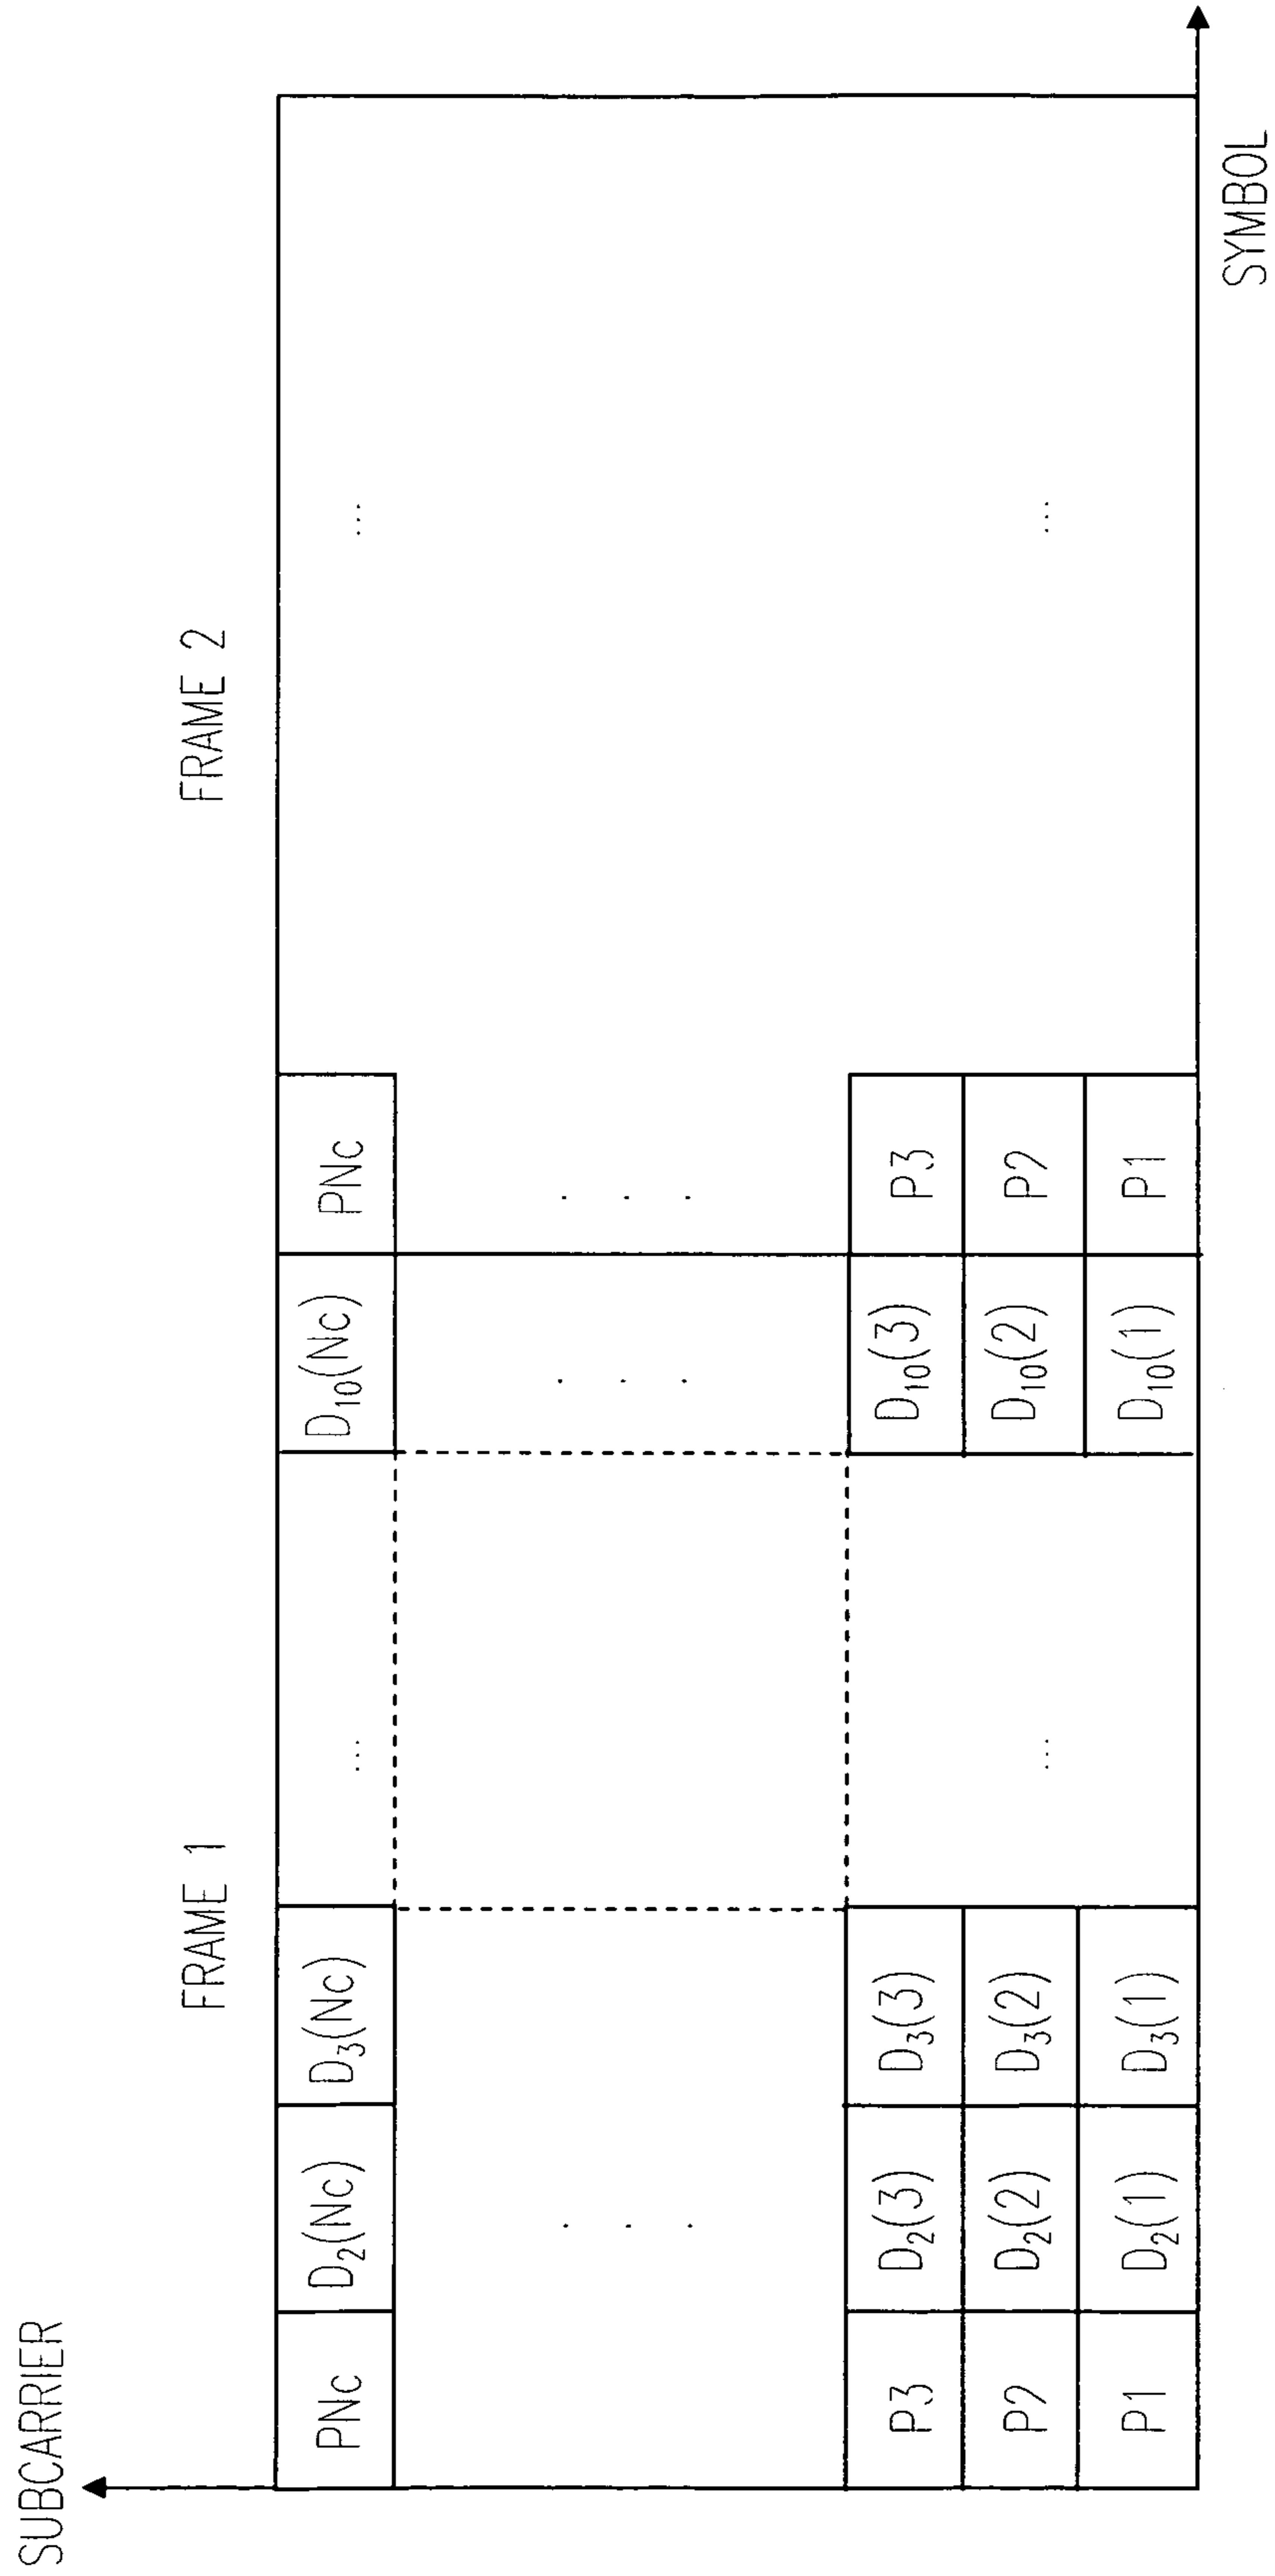 SUBCARRIER
FRAME 1
FRAME 2
PNc D₂(Nc) D₃(Nc) ... D₁₀(Nc) PNc ...
. . .
. . .
. . .
P3 D₂(3) D₃(3) D₁₀(3) P3
P2 D₂(2) D₃(2) ... D₁₀(2) P2 ...
P1 D₂(1) D₃(1) D₁₀(1) P1
SYMBOL